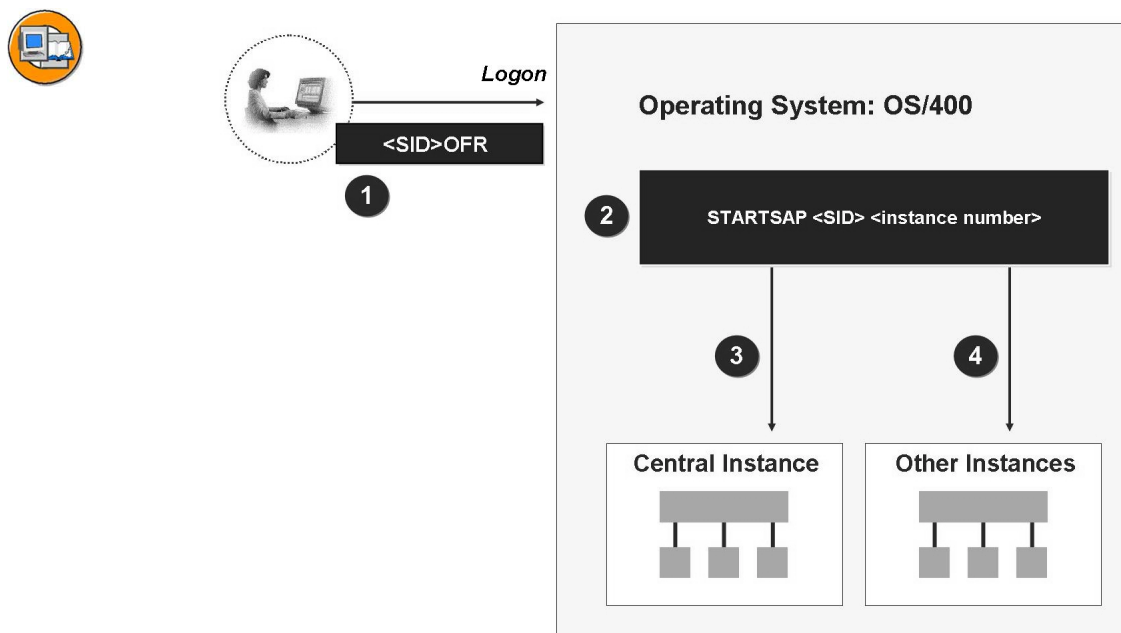 Logon
Operating System: OS/400
<SID>OFR
1
2
STARTSAP <SID> <instance number>
3
4
Central Instance
Other Instances